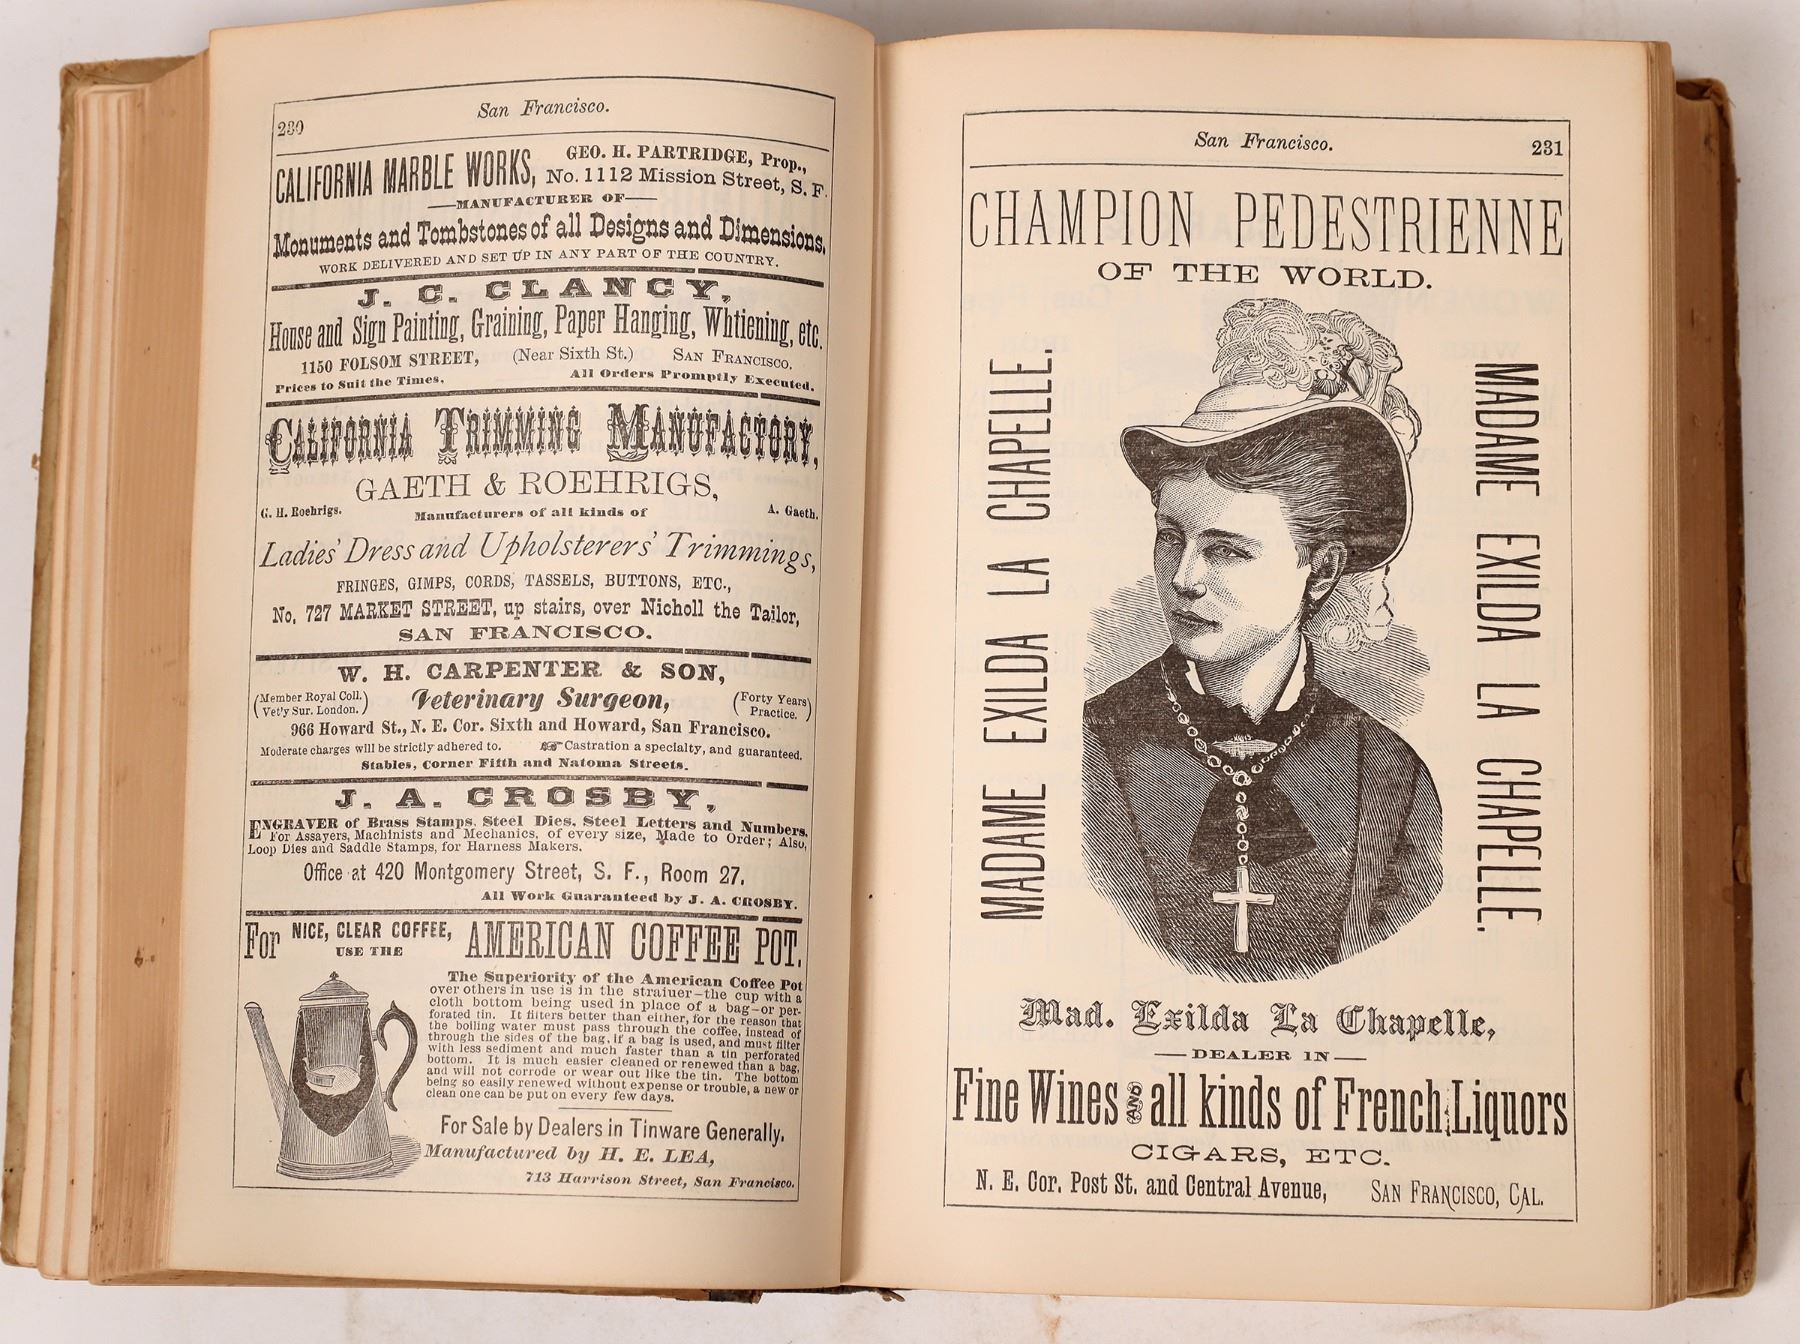 230
San Francisco.
CALIFORNIA MARBLE WORKS, GEO. H. PARTRIDGE, Prop.,
No. 1112 Mission Street, S. F.
—MANUFACTURER OF—
Monuments and Tombstones of all Designs and Dimensions.
WORK DELIVERED AND SET UP IN ANY PART OF THE COUNTRY.
J. C. CLANCY,
House and Sign Painting, Graining, Paper Hanging, Whtiening, etc.
1150 FOLSOM STREET, (Near Sixth St.) SAN FRANCISCO.
Prices to Suit the Times. All Orders Promptly Executed.
CALIFORNIA TRIMMING MANUFACTORY,
GAETH & ROEHRIGS,
G. H. Roehrigs. Manufacturers of all kinds of A. Gaeth.
Ladies' Dress and Upholsterers' Trimmings,
FRINGES, GIMPS, CORDS, TASSELS, BUTTONS, ETC.,
No. 727 MARKET STREET, up stairs, over Nicholl the Tailor,
SAN FRANCISCO.
W. H. CARPENTER & SON,
(Member Royal Coll. Vet'y Sur. London.) Veterinary Surgeon, (Forty Years Practice.)
966 Howard St., N. E. Cor. Sixth and Howard, San Francisco.
Moderate charges will be strictly adhered to. ☞ Castration a specialty, and guaranteed.
Stables, Corner Fifth and Natoma Streets.
J. A. CROSBY,
ENGRAVER of Brass Stamps, Steel Dies, Steel Letters and Numbers,
For Assayers, Machinists and Mechanics, of every size, Made to Order; Also,
Loop Dies and Saddle Stamps, for Harness Makers.
Office at 420 Montgomery Street, S. F., Room 27.
All Work Guaranteed by J. A. CROSBY.
For NICE, CLEAR COFFEE, USE THE AMERICAN COFFEE POT.
The Superiority of the American Coffee Pot
over others in use is in the straiuer—the cup with a
cloth bottom being used in place of a bag—or per-
forated tin. It filters better than either, for the reason that
the boiling water must pass through the coffee, instead of
through the sides of the bag, if a bag is used, and must filter
with less sediment and much faster than a tin perforated
bottom. It is much easier cleaned or renewed than a bag,
and will not corrode or wear out like the tin. The bottom
being so easily renewed without expense or trouble, a new or
clean one can be put on every few days.
For Sale by Dealers in Tinware Generally.
Manufactured by H. E. LEA,
713 Harrison Street, San Francisco.
San Francisco.
231
CHAMPION PEDESTRIENNE
OF THE WORLD.
MADAME EXILDA LA CHAPELLE.
MADAME EXILDA LA CHAPELLE.
Mad. Exilda La Chapelle,
—DEALER IN—
Fine Wines AND all kinds of French Liquors
CIGARS, ETC.
N. E. Cor. Post St. and Central Avenue, SAN FRANCISCO, CAL.